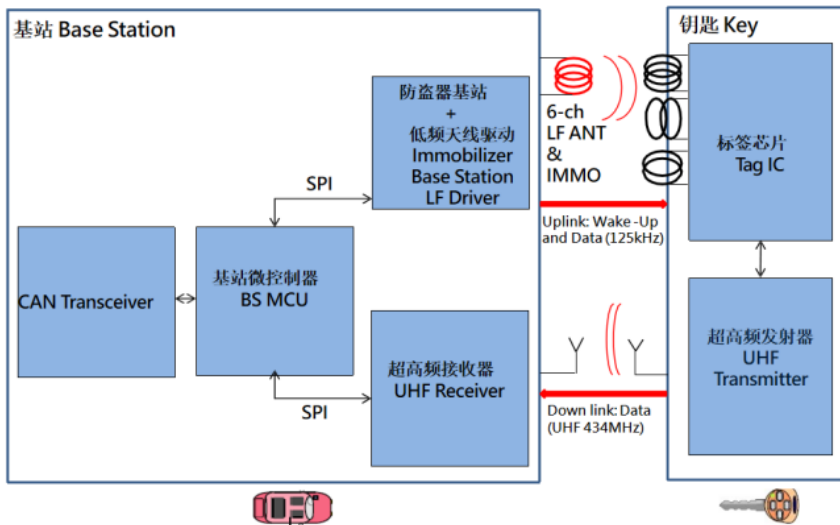 基站 Base Station
钥匙 Key
防盗器基站
+
低频天线驱动
Immobilizer
Base Station
LF Driver
6-ch
LF ANT
&
IMMO
标签芯片
Tag IC
SPI
Uplink: Wake -Up
and Data (125kHz)
CAN Transceiver
基站微控制器
BS MCU
超高频接收器
UHF Receiver
超高频发射器
UHF
Transmitter
SPI
Down link: Data
(UHF 434MHz)